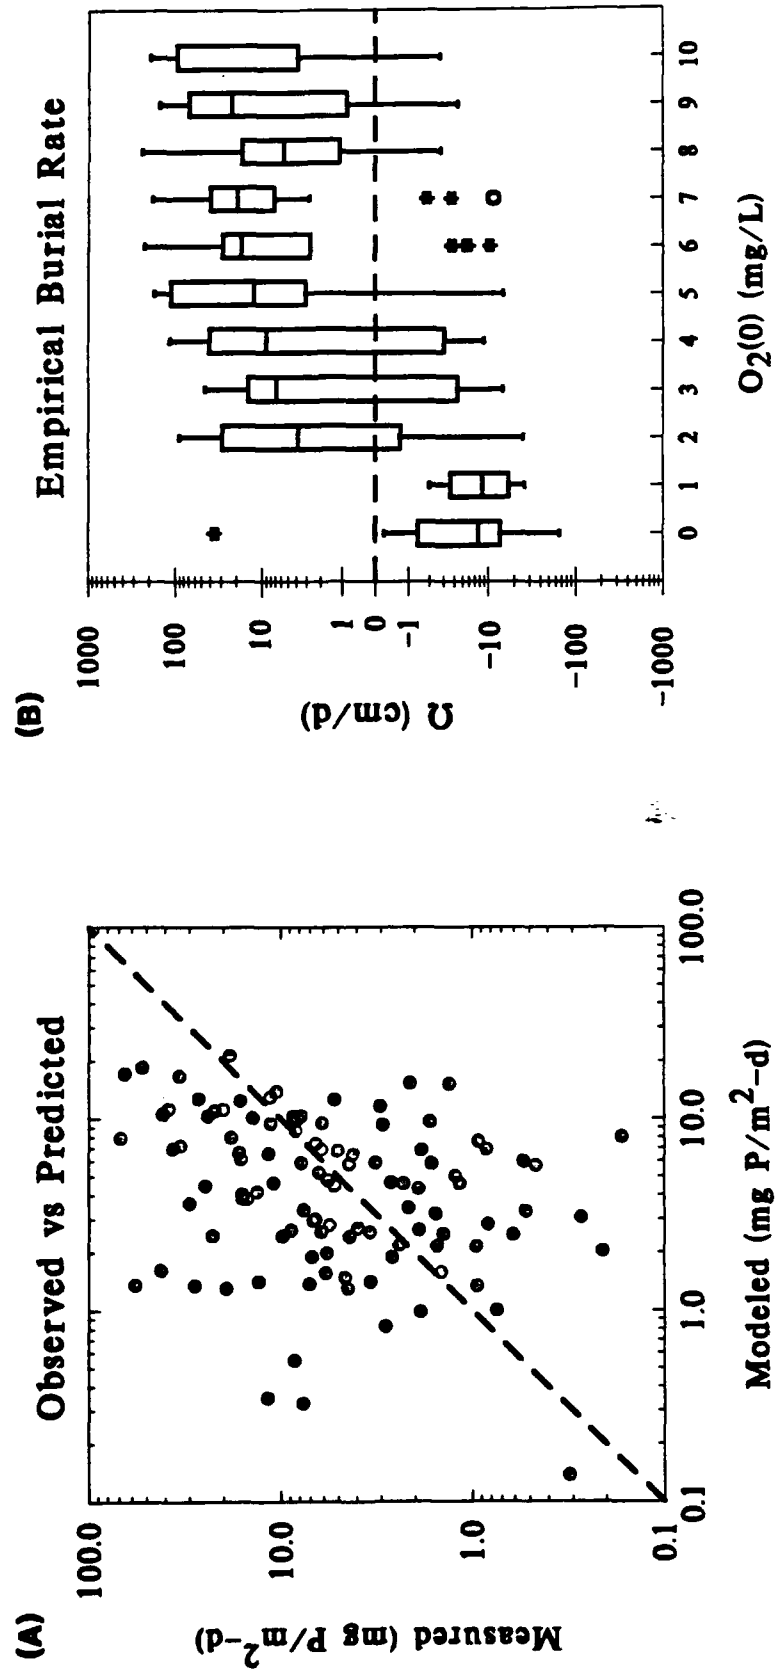 (A)
Observed vs Predicted
100.0
10.0
1.0
0.1
Measured (mg P/m²-d)
0.1
1.0
10.0
100.0
Modeled (mg P/m²-d)
(B)
Empirical Burial Rate
1000
100
10
1
0
-1
-10
-100
-1000
Ω (cm/d)
0 1 2 3 4 5 6 7 8 9 10
O₂(0) (mg/L)